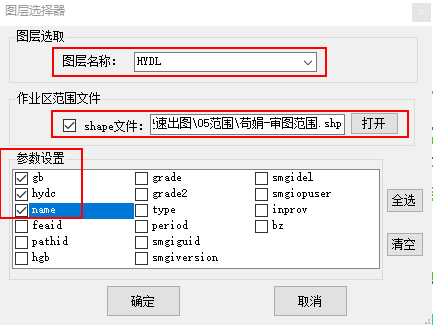 图层选择器
图层选取
图层名称： HYDL
作业区范围文件
shape文件： 速出图\05范围\苟娟-审图范围.shp 打开
参数设置
gb grade smgidel
hydc grade2 smgiopuser
name type inprov
feaid period bz
pathid smgiguid
hgb smgiversion
全选
清空
确定 取消